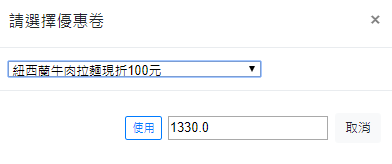 請選擇優惠卷 ×
紐西蘭牛肉拉麵現折100元
使用 1330.0 取消